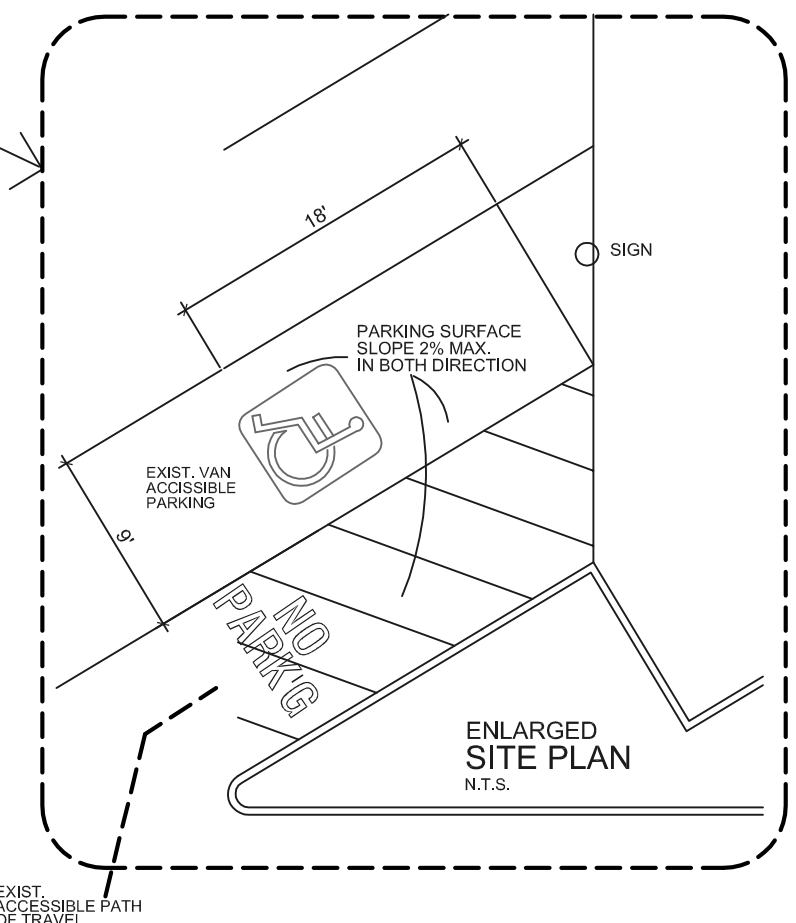 18'
SIGN
PARKING SURFACE
SLOPE 2% MAX.
IN BOTH DIRECTION
EXIST. VAN
ACCISSIBLE
PARKING
9'
NO
PARK'G
ENLARGED
SITE PLAN
N.T.S.
EXIST.
ACCESSIBLE PATH
OF TRAVEL